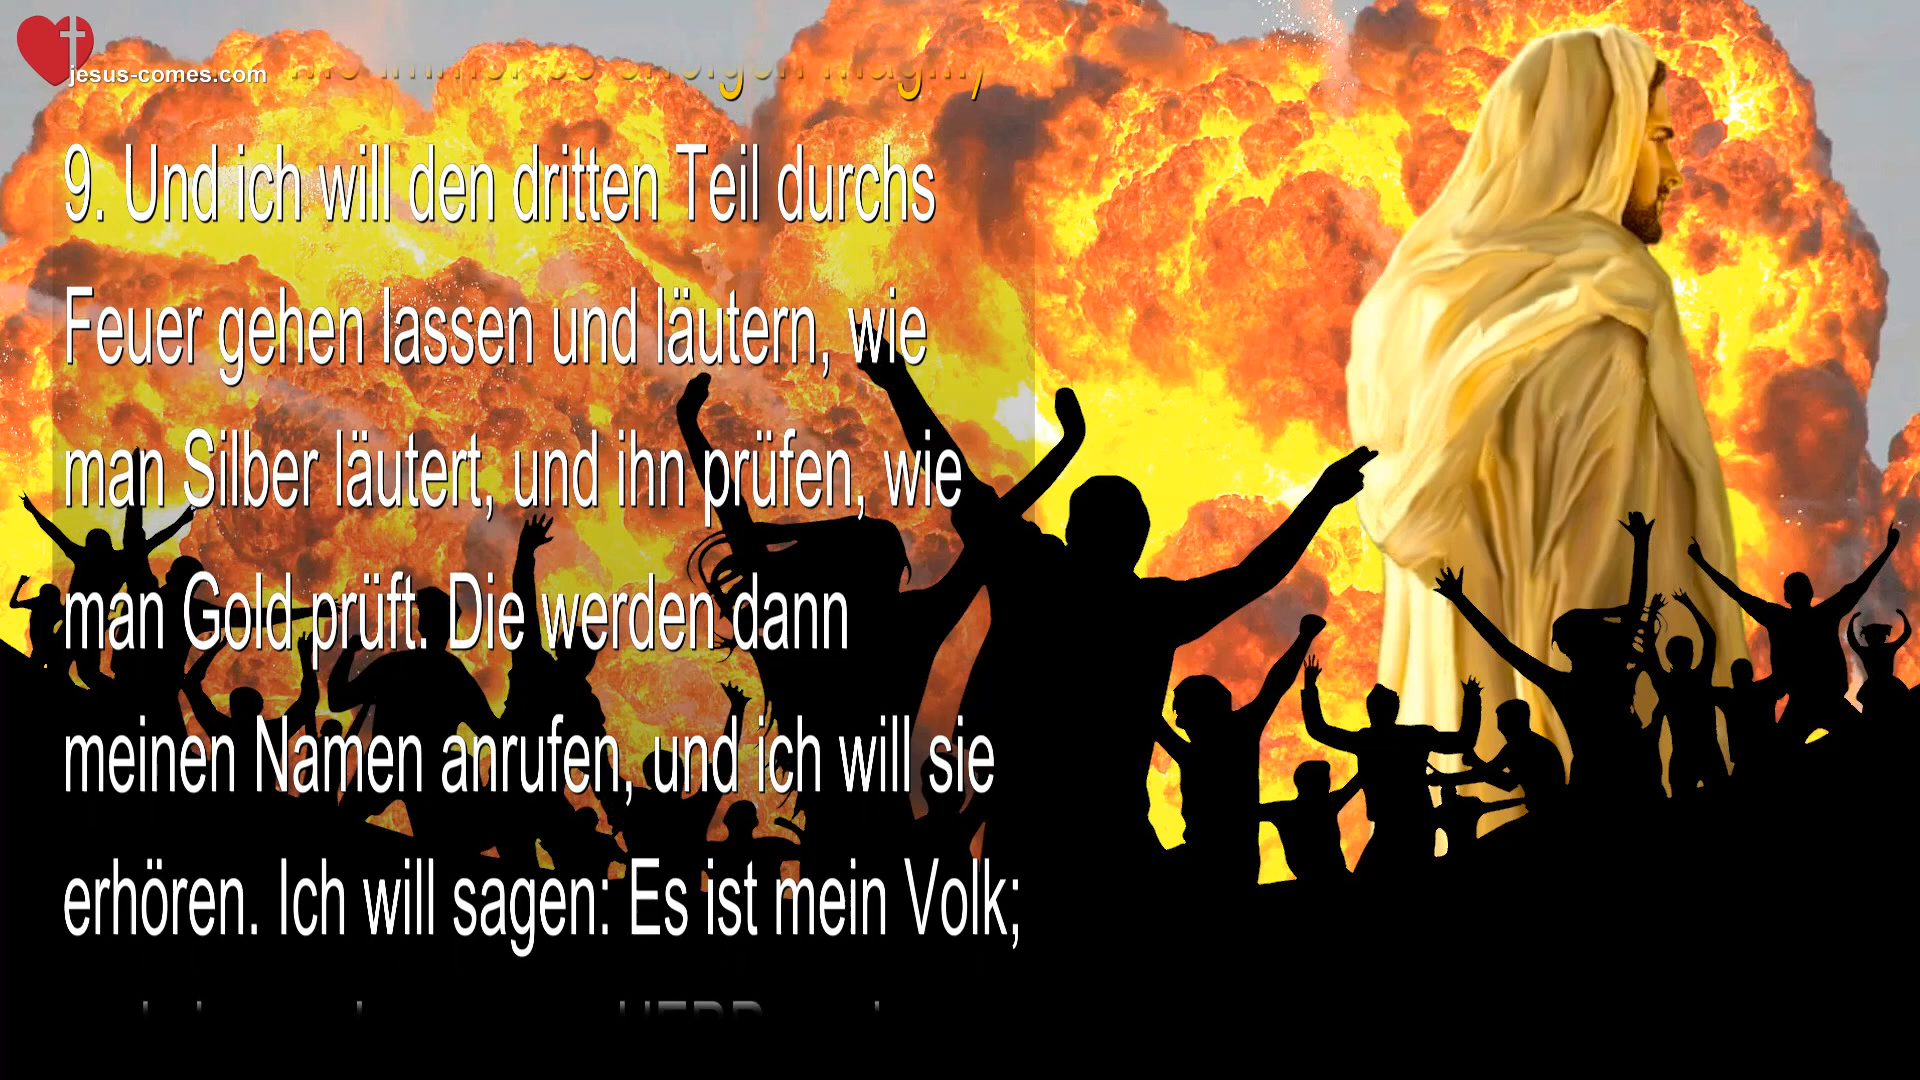 jesus-comes.com
9. Und ich will den dritten Teil durchs
Feuer gehen lassen und läutern, wie
man Silber läutert, und ihn prüfen, wie
man Gold prüft. Die werden dann
meinen Namen anrufen, und ich will sie
erhören. Ich will sagen: Es ist mein Volk;